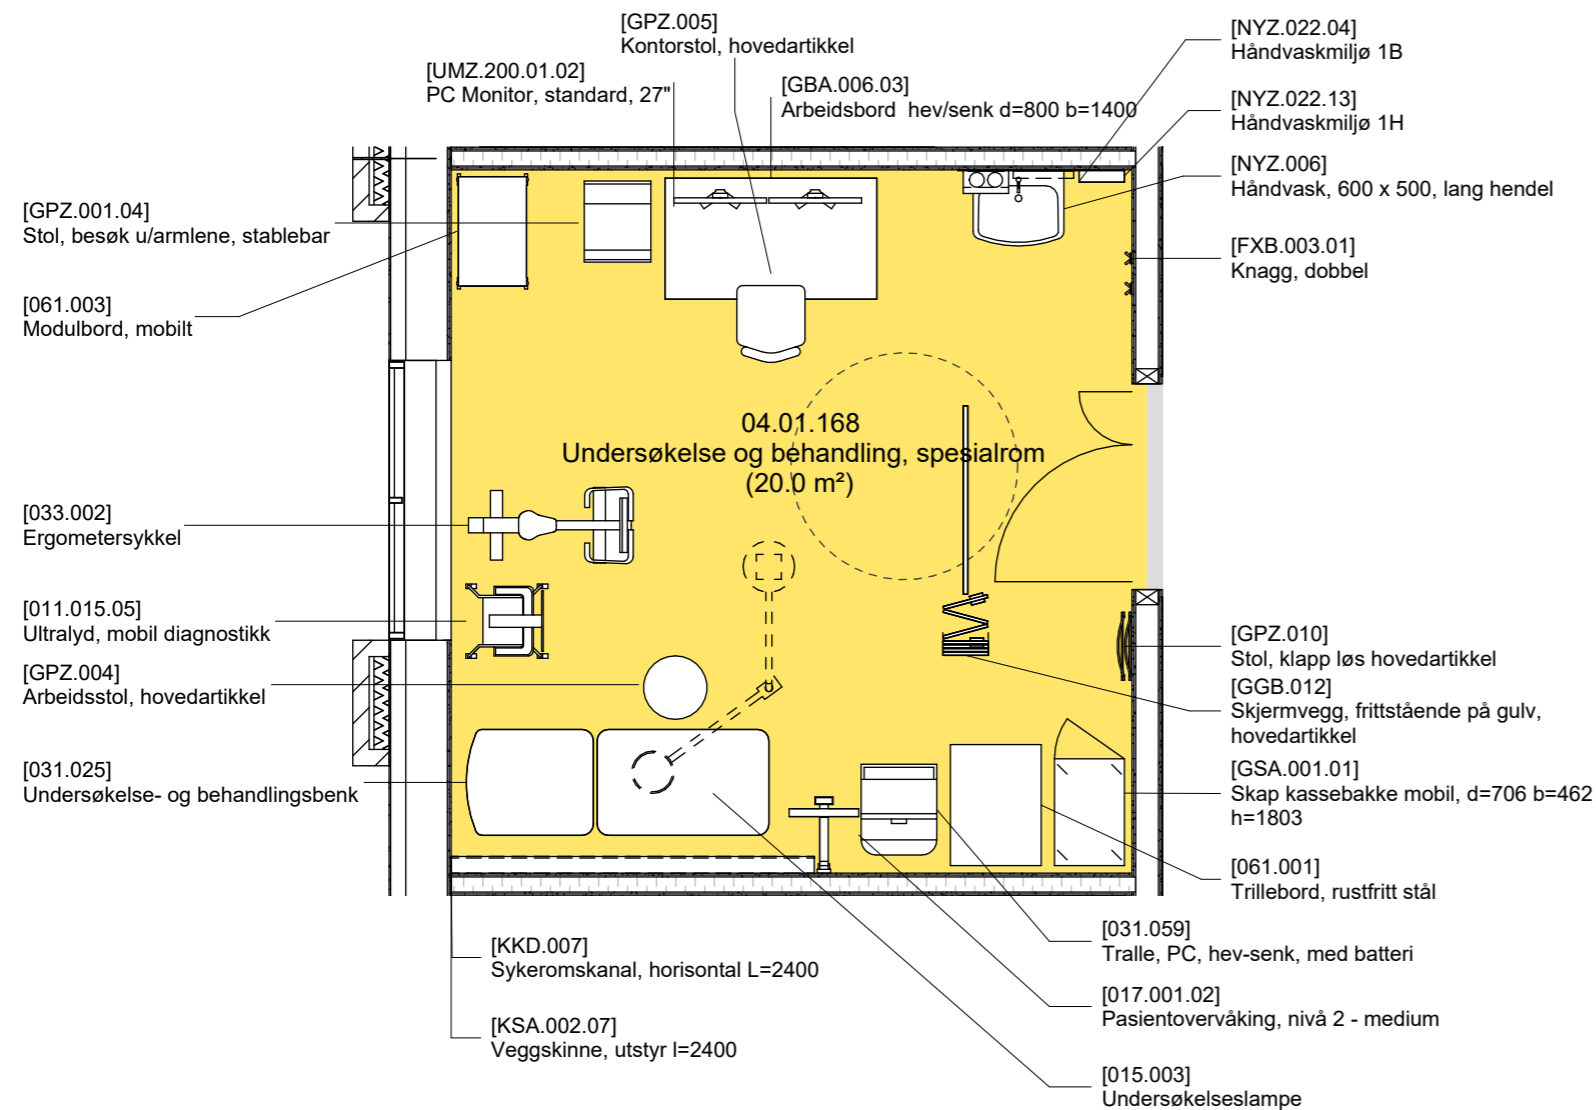 [GPZ.005]
Kontorstol, hovedartikkel
[UMZ.200.01.02]
PC Monitor, standard, 27"
[GBA.006.03]
Arbeidsbord  hev/senk d=800 b=1400
[NYZ.022.04]
Håndvaskmiljø 1B
[NYZ.022.13]
Håndvaskmiljø 1H
[NYZ.006]
Håndvask, 600 x 500, lang hendel
[FXB.003.01]
Knagg, dobbel
[GPZ.001.04]
Stol, besøk u/armlene, stablebar
[061.003]
Modulbord, mobilt
04.01.168
Undersøkelse og behandling, spesialrom
(20.0 m²)
[033.002]
Ergometersykkel
[011.015.05]
Ultralyd, mobil diagnostikk
[GPZ.004]
Arbeidsstol, hovedartikkel
[031.025]
Undersøkelse- og behandlingsbenk
[GPZ.010]
Stol, klapp løs hovedartikkel
[GGB.012]
Skjermvegg, frittstående på gulv,
hovedartikkel
[GSA.001.01]
Skap kassebakke mobil, d=706 b=462
h=1803
[061.001]
Trillebord, rustfritt stål
[031.059]
Tralle, PC, hev-senk, med batteri
[017.001.02]
Pasientovervåking, nivå 2 - medium
[015.003]
Undersøkelseslampe
[KKD.007]
Sykeromskanal, horisontal L=2400
[KSA.002.07]
Veggskinne, utstyr l=2400